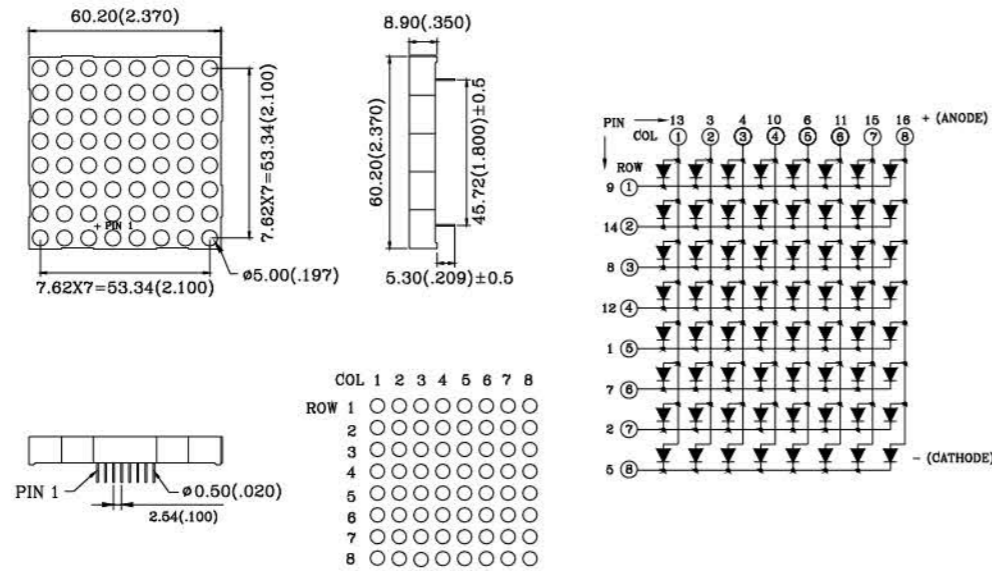 60.20(2.370)
7.62X7=53.34(2.100)
+ PIN 1
ø5.00(.197)
7.62X7=53.34(2.100)
8.90(.350)
60.20(2.370)
45.72(1.800)±0.5
5.30(.209)±0.5
PIN 13 3 4 10 6 11 15 16 + (ANODE)
COL 1 2 3 4 5 6 7 8
ROW
9 1
14 2
8 3
12 4
1 5
7 6
2 7
5 8 - (CATHODE)
PIN 1
ø0.50(.020)
2.54(.100)
COL 1 2 3 4 5 6 7 8
ROW 1
2
3
4
5
6
7
8